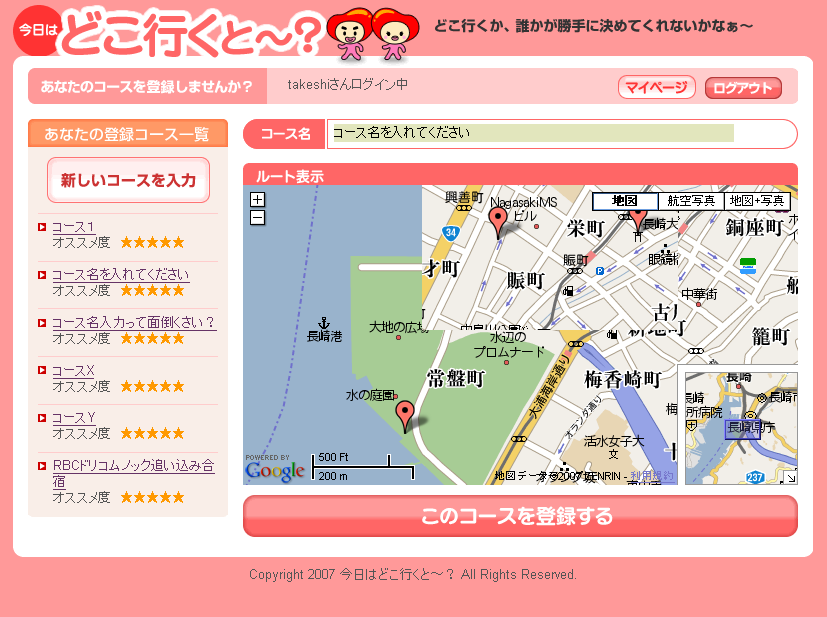 今日は
どこ行くと～?
どこ行くか、誰かが勝手に決めてくれないかなぁ～
あなたのコースを登録しませんか?
takeshiさんログイン中
マイページ
ログアウト
あなたの登録コース一覧
新しいコースを入力
コース1
オススメ度 ★★★★★
コース名を入れてください
オススメ度 ★★★★★
コース名入力って面倒くさい?
オススメ度 ★★★★★
コースX
オススメ度 ★★★★★
コースY
オススメ度 ★★★★★
RBCドリコムノック追い込み合
宿
オススメ度 ★★★★★
コース名
コース名を入れてください
ルート表示
地図
航空写真
地図+写真
興善町
NagasakiMS
ビル
34
栄町
長崎大
銅座町
才町
賑町
賑町
眼鏡
P
中華街
古川
籠町
長崎港
大地の広場
水辺の
プロムナード
常盤町
梅香崎町
水の庭園
大浦海岸通り
オランダ通り
活水女子大
文
長崎
長崎県庁
所病院
237
POWERED BY
Google
500 Ft
200 m
地図データ ©2007 ZENRIN - 利用規約
このコースを登録する
Copyright 2007 今日はどこ行くと～? All Rights Reserved.